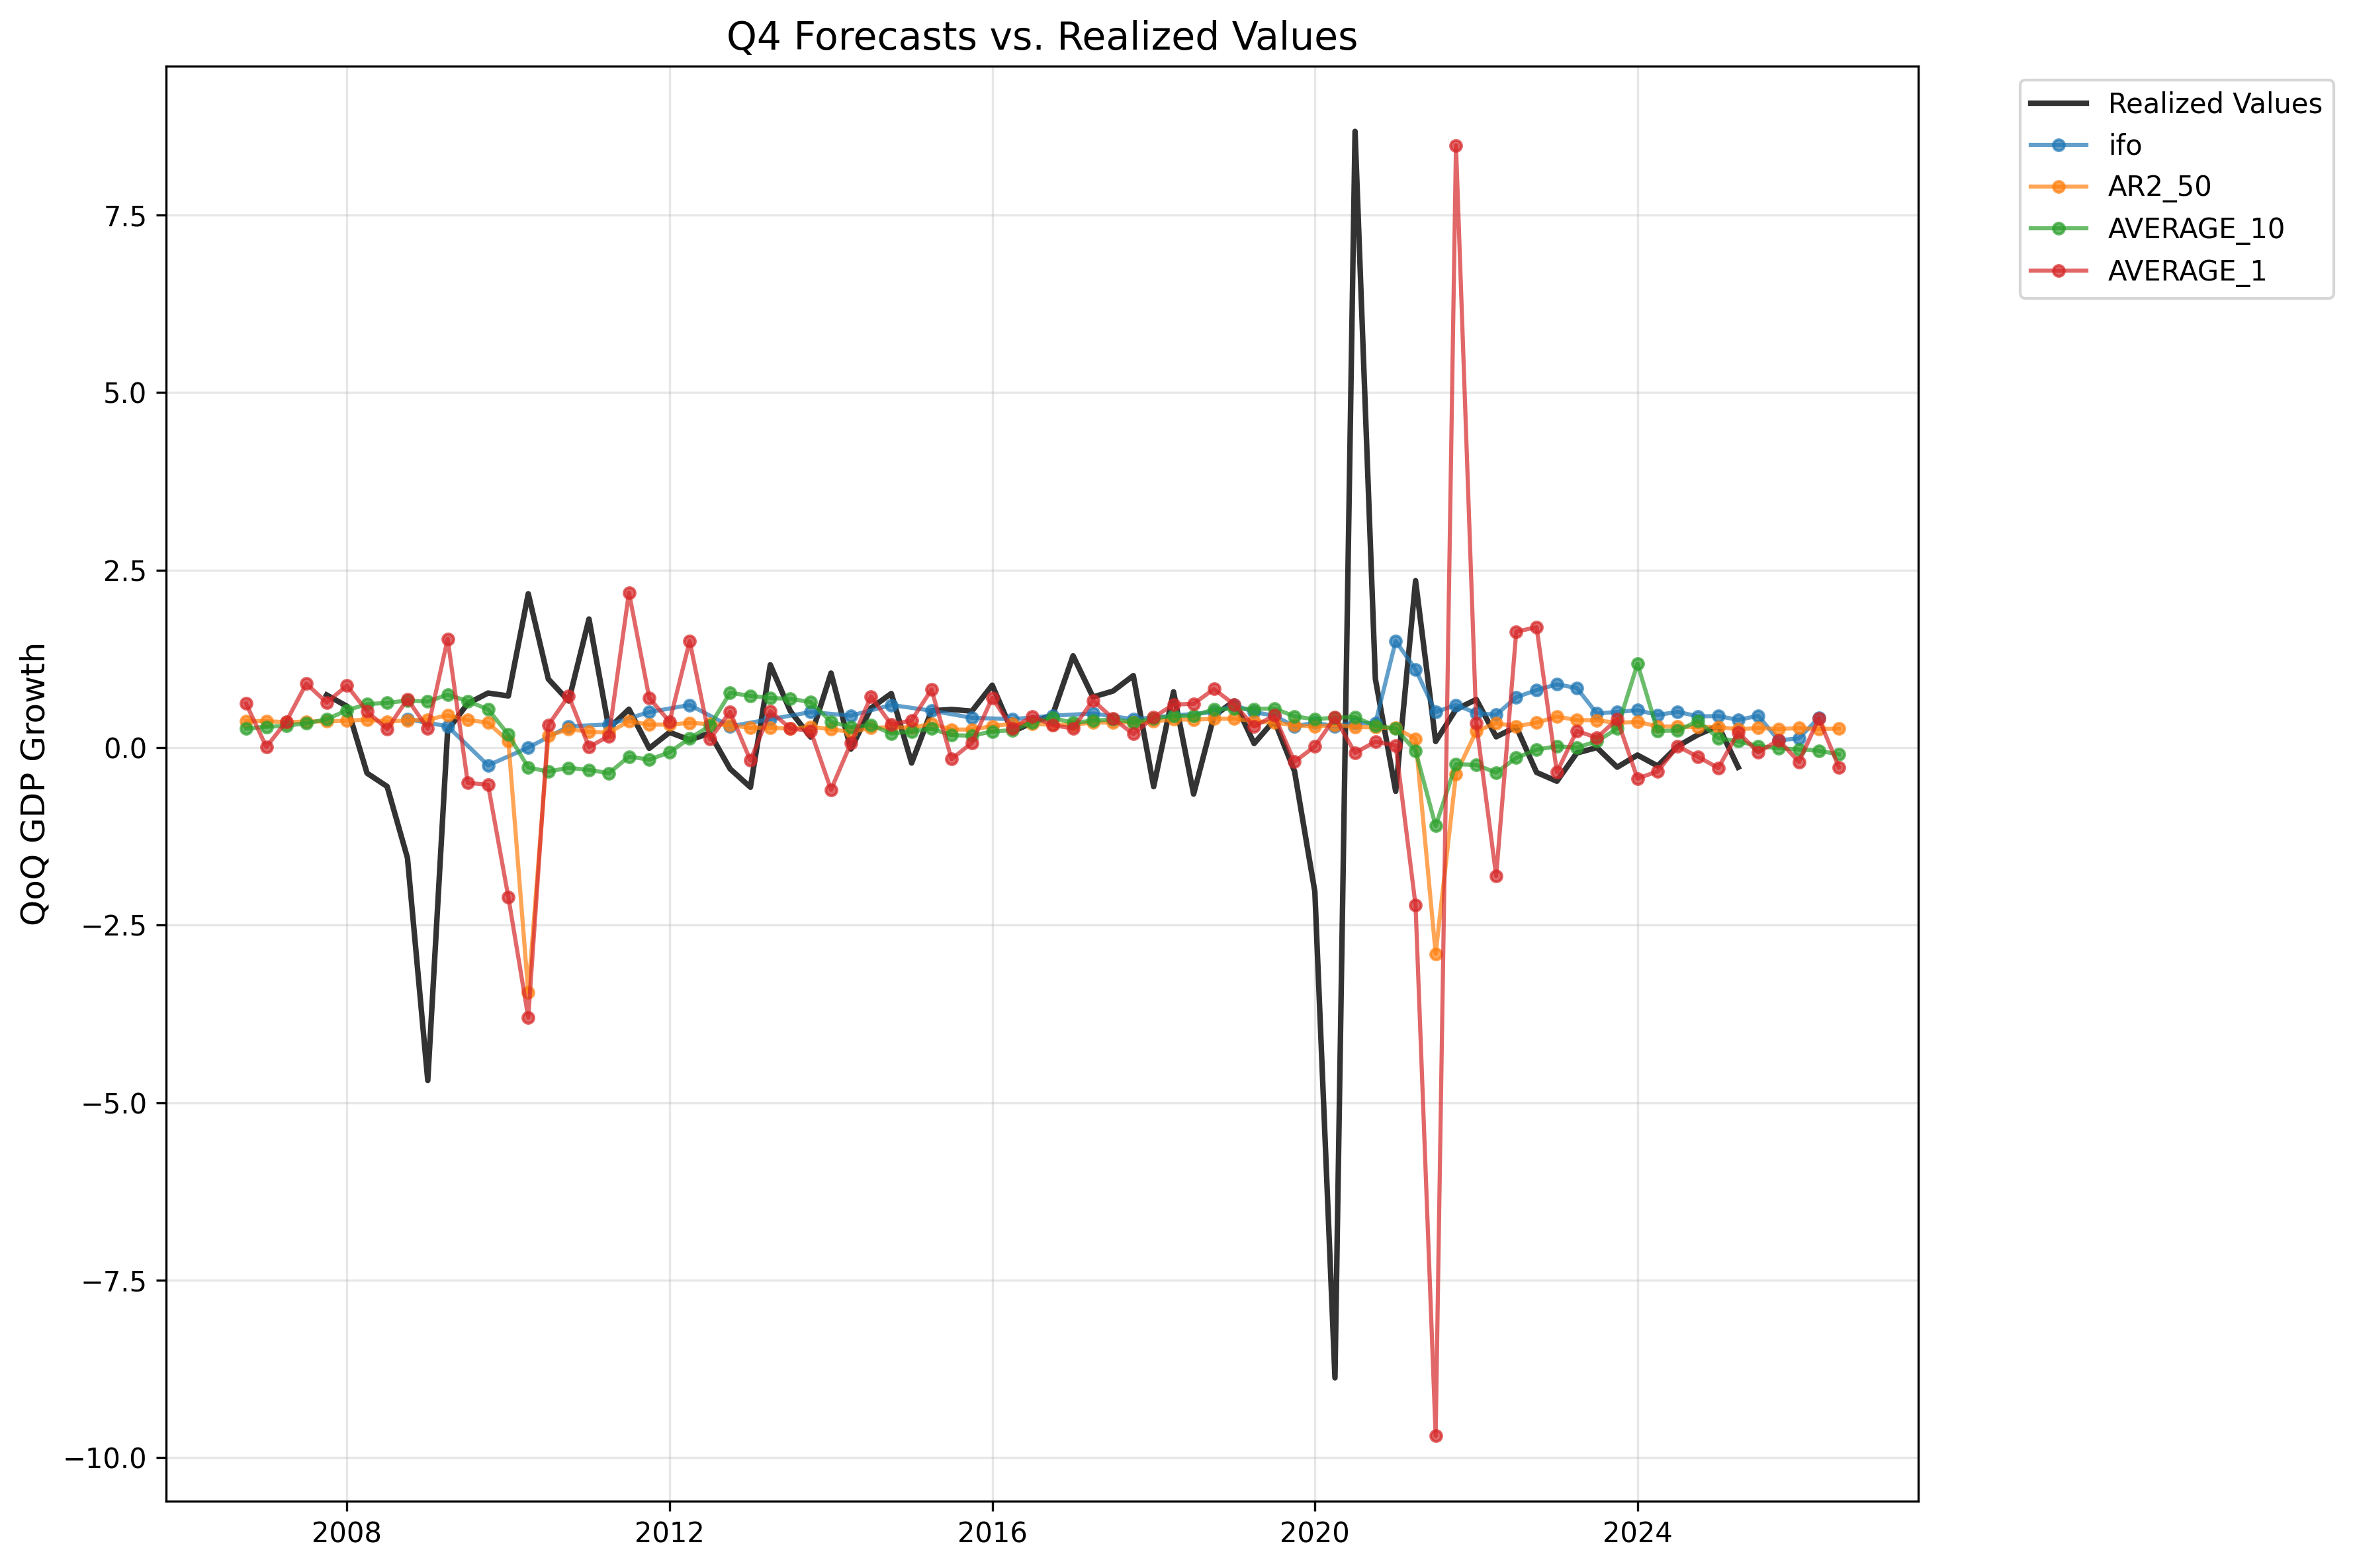 Q4 Forecasts vs. Realized Values
Realized Values
ifo
AR2_50
AVERAGE_10
AVERAGE_1
QoQ GDP Growth
7.5
5.0
2.5
0.0
−2.5
−5.0
−7.5
−10.0
2008 2012 2016 2020 2024